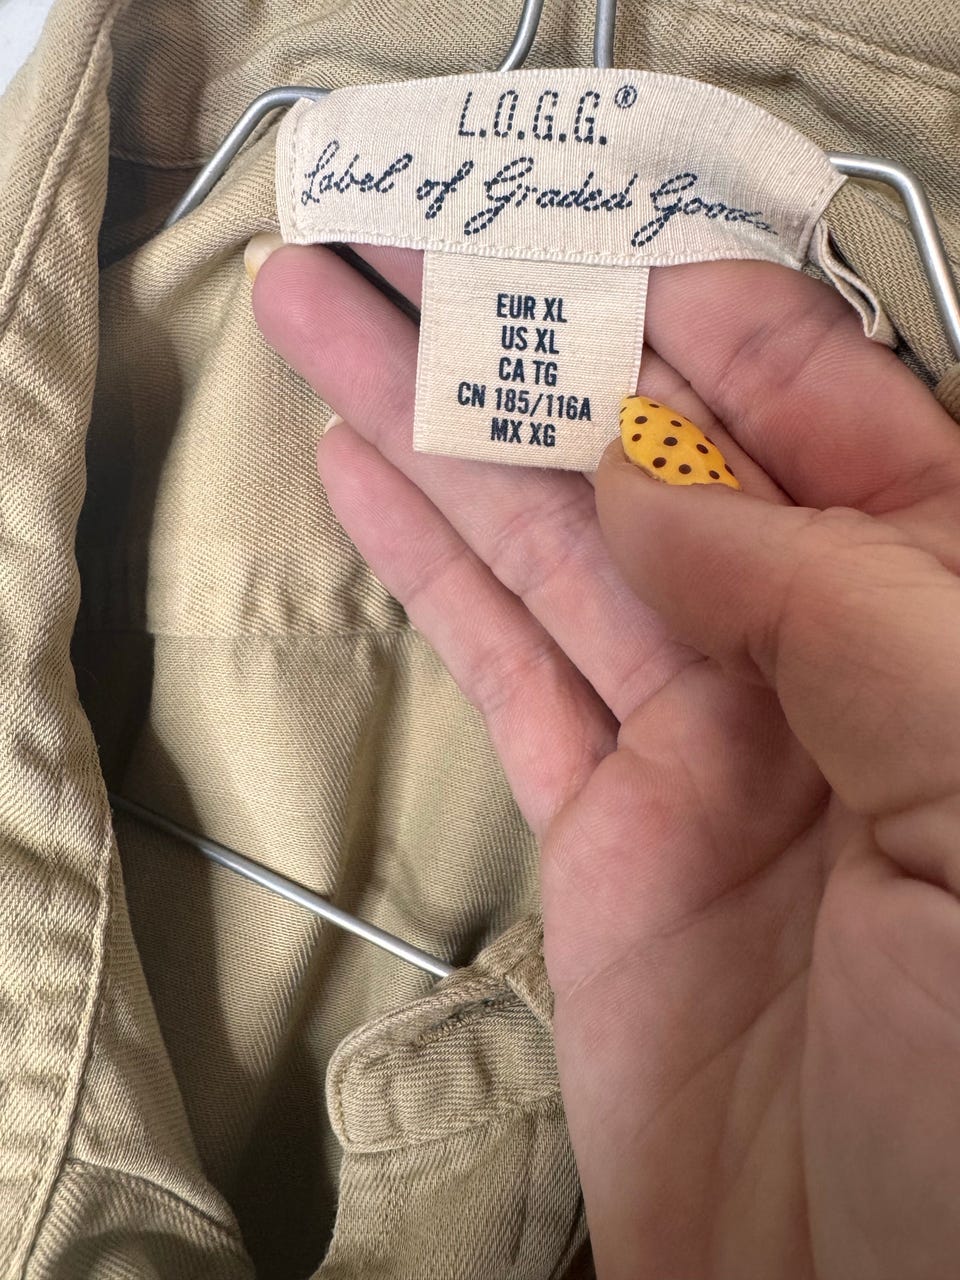 L.O.G.G.®
Label of Graded Goods
EUR XL
US XL
CA TG
CN 185/116A
MX XG